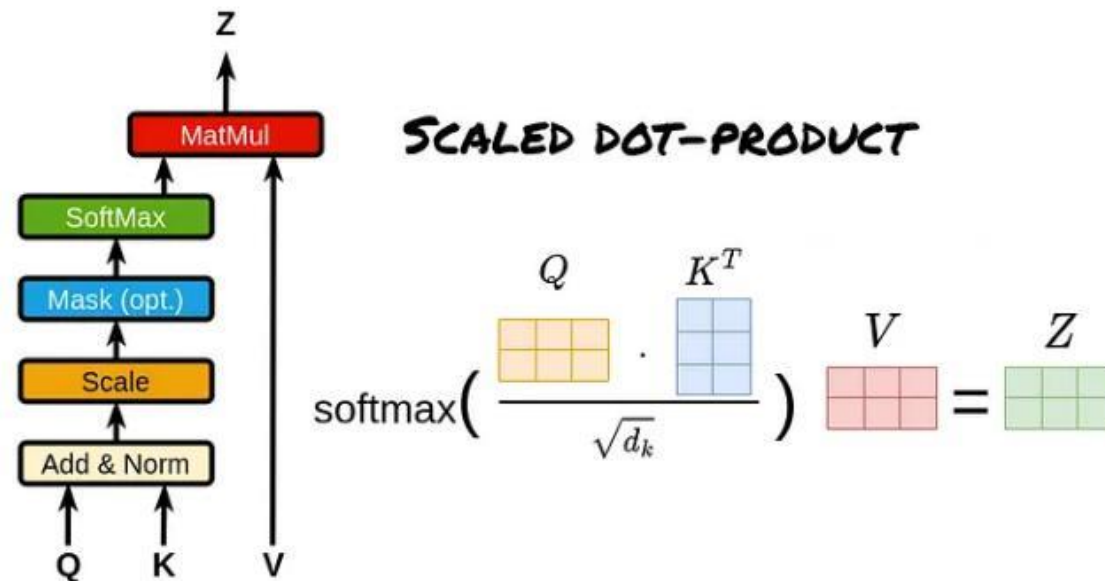 Z
MatMul
SCALED DOT-PRODUCT
SoftMax
Mask (opt.)
Scale
Add & Norm
Q K V
Q K^T V Z
softmax( · / √d_k ) =